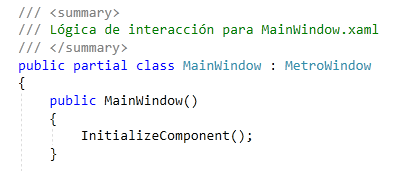 /// <summary>
/// Lógica de interacción para MainWindow.xaml
/// </summary>
public partial class MainWindow : MetroWindow
{
public MainWindow()
{
InitializeComponent();
}